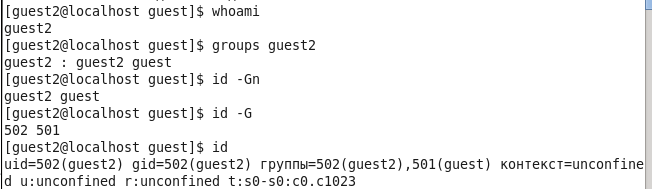 [guest2@localhost guest]$ whoami
guest2
[guest2@localhost guest]$ groups guest2
guest2 : guest2 guest
[guest2@localhost guest]$ id -Gn
guest2 guest
[guest2@localhost guest]$ id -G
502 501
[guest2@localhost guest]$ id
uid=502(guest2) gid=502(guest2) группы=502(guest2),501(guest) контекст=unconfine
d u:unconfined r:unconfined t:s0-s0:c0.c1023